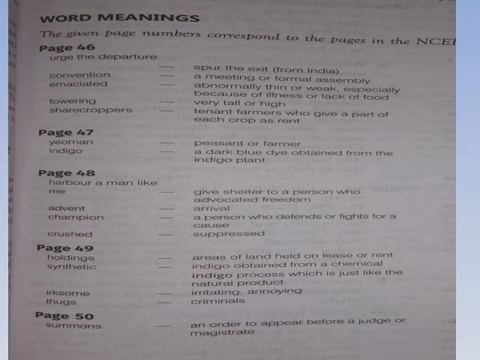 WORD MEANINGS
The given page numbers correspond to the pages in the NCE
Page 46
urge the departure
— spur the exit (from India)
convention — a meeting or formal assembly
emaciated — abnormally thin or weak, especially
because of illness or lack of food
towering — very tall or high
sharecroppers — tenant farmers who give a part of
each crop as rent
Page 47
yeoman — peasant or farmer
indigo — a dark blue dye obtained from the
indigo plant
Page 48
harbour a man like
me — give shelter to a person who
advocated freedom
advent — arrival
champion — a person who defends or fights for a
cause
crushed — suppressed
Page 49
holdings — areas of land held on lease or rent
synthetic — indigo obtained from a chemical
indigo process which is just like the
natural product
irksome — irritating, annoying
thugs — criminals
Page 50
summons — an order to appear before a judge or
magistrate